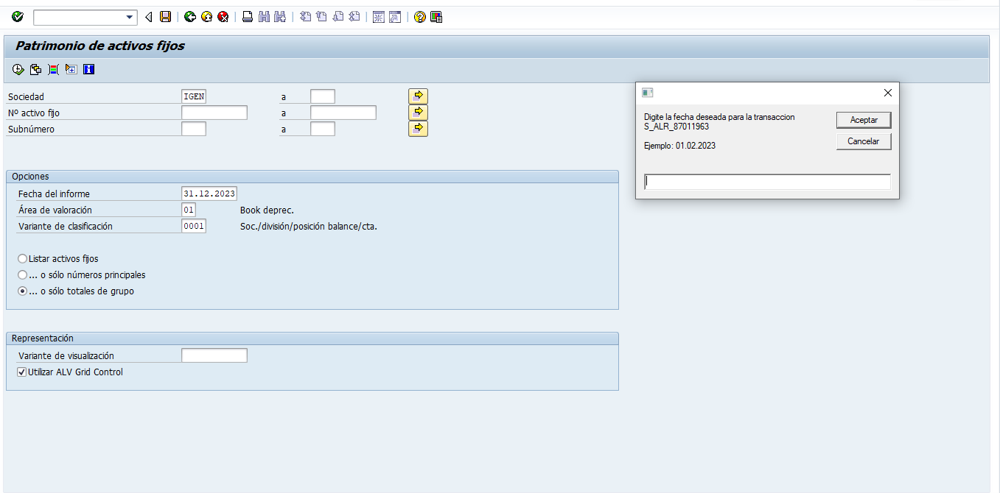 Patrimonio de activos fijos
Sociedad IGEN a
Nº activo fijo a
Subnúmero a
Opciones
Fecha del informe 31.12.2023
Área de valoración 01 Book deprec.
Variante de clasificación 0001 Soc./división/posición balance/cta.
Listar activos fijos
... o sólo números principales
... o sólo totales de grupo
Representación
Variante de visualización
Utilizar ALV Grid Control
Digite la fecha deseada para la transaccion
S_ALR_87011963
Ejemplo: 01.02.2023
Aceptar
Cancelar